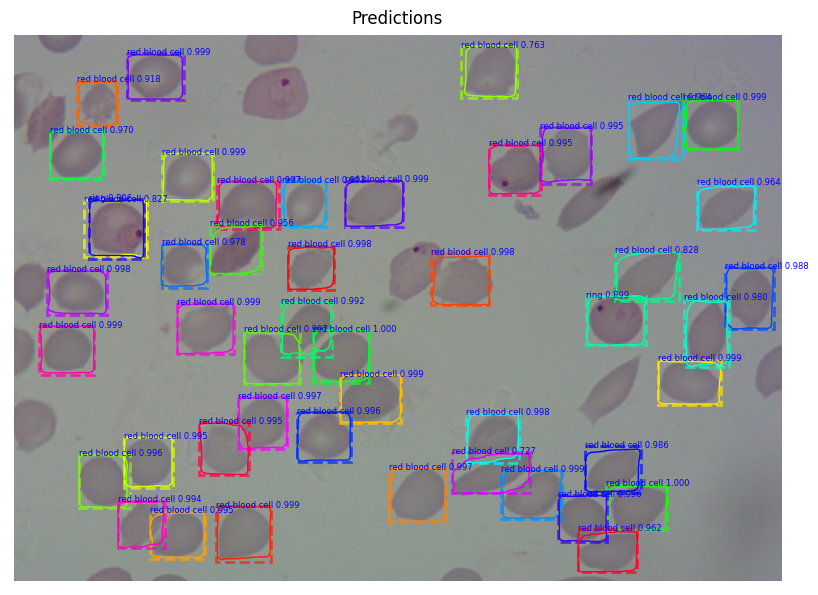 Predictions
red blood cell 0.763
red blood cell 0.999
red blood cell 0.918
red blood cell 0.999
red blood cell 0.995
red blood cell 0.970
red blood cell 0.995
red blood cell 0.999
red blood cell 0.999
red blood cell 0.964
0.827
red blood cell 0.956
red blood cell 0.978
red blood cell 0.998
red blood cell 0.998
red blood cell 0.828
red blood cell 0.988
red blood cell 0.998
ring 0.899
red blood cell 0.980
red blood cell 0.999
red blood cell 0.992
red blood cell 0.999
red blood cell 1.000
red blood cell 0.999
red blood cell 0.999
red blood cell 0.997
red blood cell 0.996
red blood cell 0.998
red blood cell 0.995
red blood cell 0.995
red blood cell 0.996
red blood cell 0.727
red blood cell 0.986
red blood cell 0.997
red blood cell 0.999
red blood cell 1.000
red blood cell 0.994
red blood cell 0.995
red blood cell 0.999
red blood cell 0.962